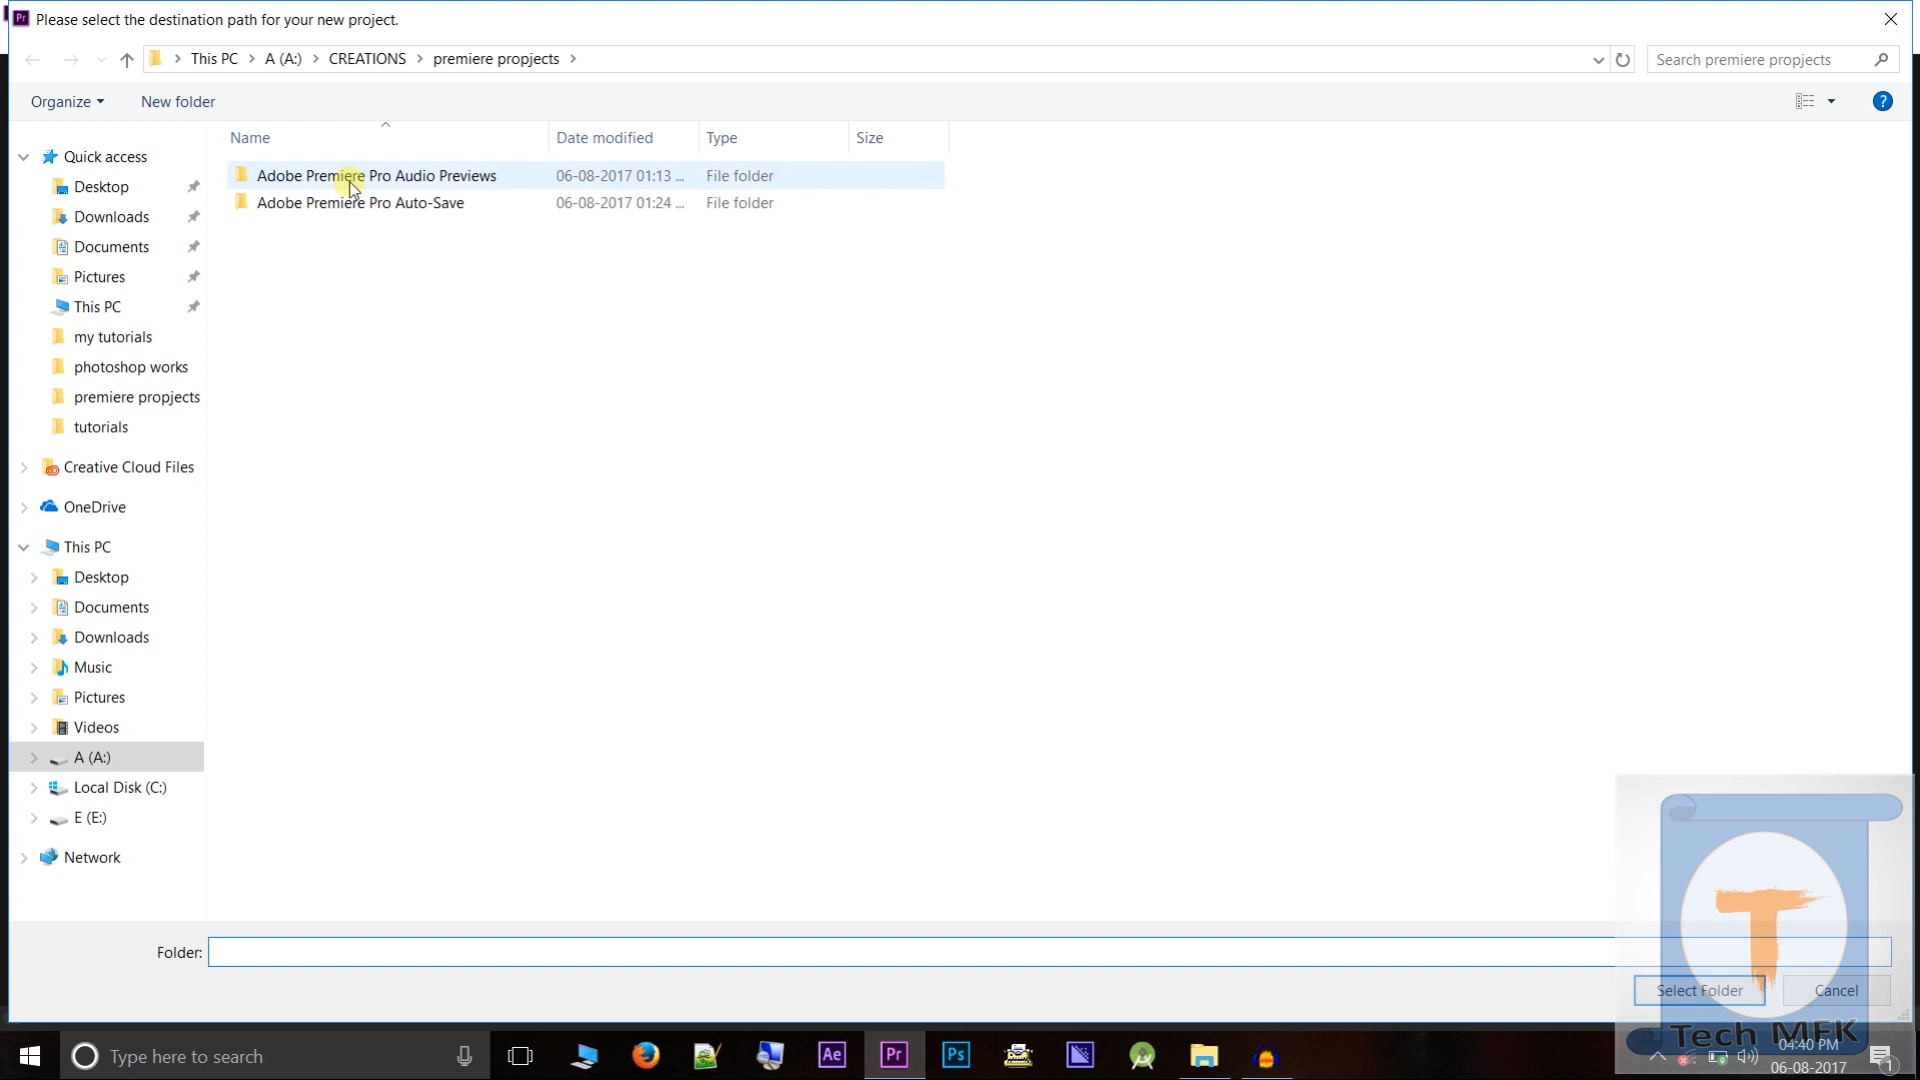 Pr Please select the destination path for your new project.
This PC > A (A:) > CREATIONS > premiere propjects >
Search premiere propjects
Organize New folder
?
Name Date modified Type Size
Adobe Premiere Pro Audio Previews 06-08-2017 01:13 ... File folder
Adobe Premiere Pro Auto-Save 06-08-2017 01:24 ... File folder
Quick access
Desktop
Downloads
Documents
Pictures
This PC
my tutorials
photoshop works
premiere propjects
tutorials
Creative Cloud Files
OneDrive
This PC
Desktop
Documents
Downloads
Music
Pictures
Videos
A (A:)
Local Disk (C:)
E (E:)
Network
Folder:
Select Folder Cancel
T
Tech MFK
Type here to search
Ae Pr Ps
04:40 PM
06-08-2017
1